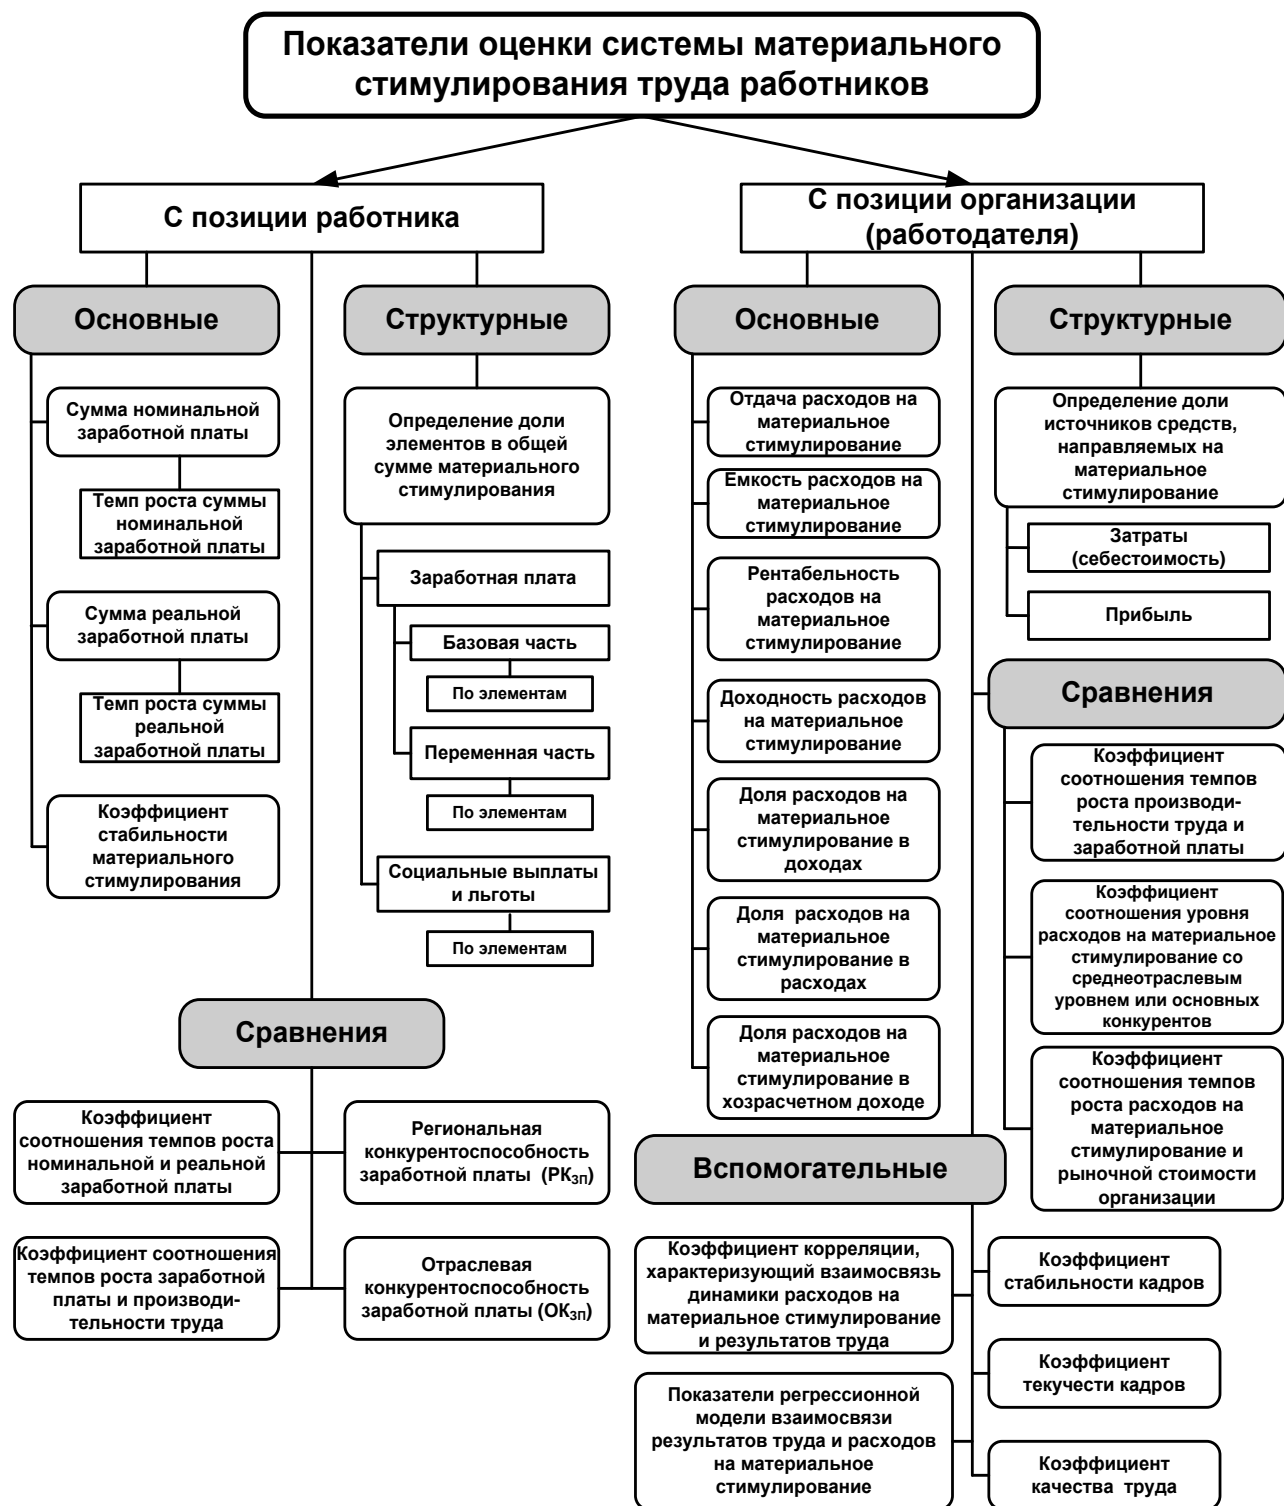 Показатели оценки системы материального
стимулирования труда работников
С позиции работника
Основные
Сумма номинальной
заработной платы
Темп роста суммы
номинальной
заработной платы
Сумма реальной
заработной платы
Темп роста суммы
реальной
заработной платы
Коэффициент
стабильности
материального
стимулирования
Структурные
Определение доли
элементов в общей
сумме материального
стимулирования
Заработная плата
Базовая часть
По элементам
Переменная часть
По элементам
Социальные выплаты
и льготы
По элементам
Сравнения
Коэффициент
соотношения темпов роста
номинальной и реальной
заработной платы
Региональная
конкурентоспособность
заработной платы (РКЗП)
Коэффициент соотношения
темпов роста заработной
платы и производи-
тельности труда
Отраслевая
конкурентоспособность
заработной платы (ОКЗП)
С позиции организации
(работодателя)
Основные
Отдача расходов на
материальное
стимулирование
Емкость расходов на
материальное
стимулирование
Рентабельность
расходов на
материальное
стимулирование
Доходность расходов
на материальное
стимулирование
Доля расходов на
материальное
стимулирование в
доходах
Доля расходов на
материальное
стимулирование в
расходах
Доля расходов на
материальное
стимулирование в
хозрасчетном доходе
Структурные
Определение доли
источников средств,
направляемых на
материальное
стимулирование
Затраты
(себестоимость)
Прибыль
Сравнения
Коэффициент
соотношения темпов
роста производи-
тельности труда и
заработной платы
Коэффициент
соотношения уровня
расходов на материальное
стимулирование со
среднеотраслевым
уровнем или основных
конкурентов
Коэффициент
соотношения темпов
роста расходов на
материальное
стимулирование и
рыночной стоимости
организации
Вспомогательные
Коэффициент корреляции,
характеризующий взаимосвязь
динамики расходов на
материальное стимулирование
и результатов труда
Показатели регрессионной
модели взаимосвязи
результатов труда и расходов
на материальное
стимулирование
Коэффициент
стабильности кадров
Коэффициент
текучести кадров
Коэффициент
качества труда